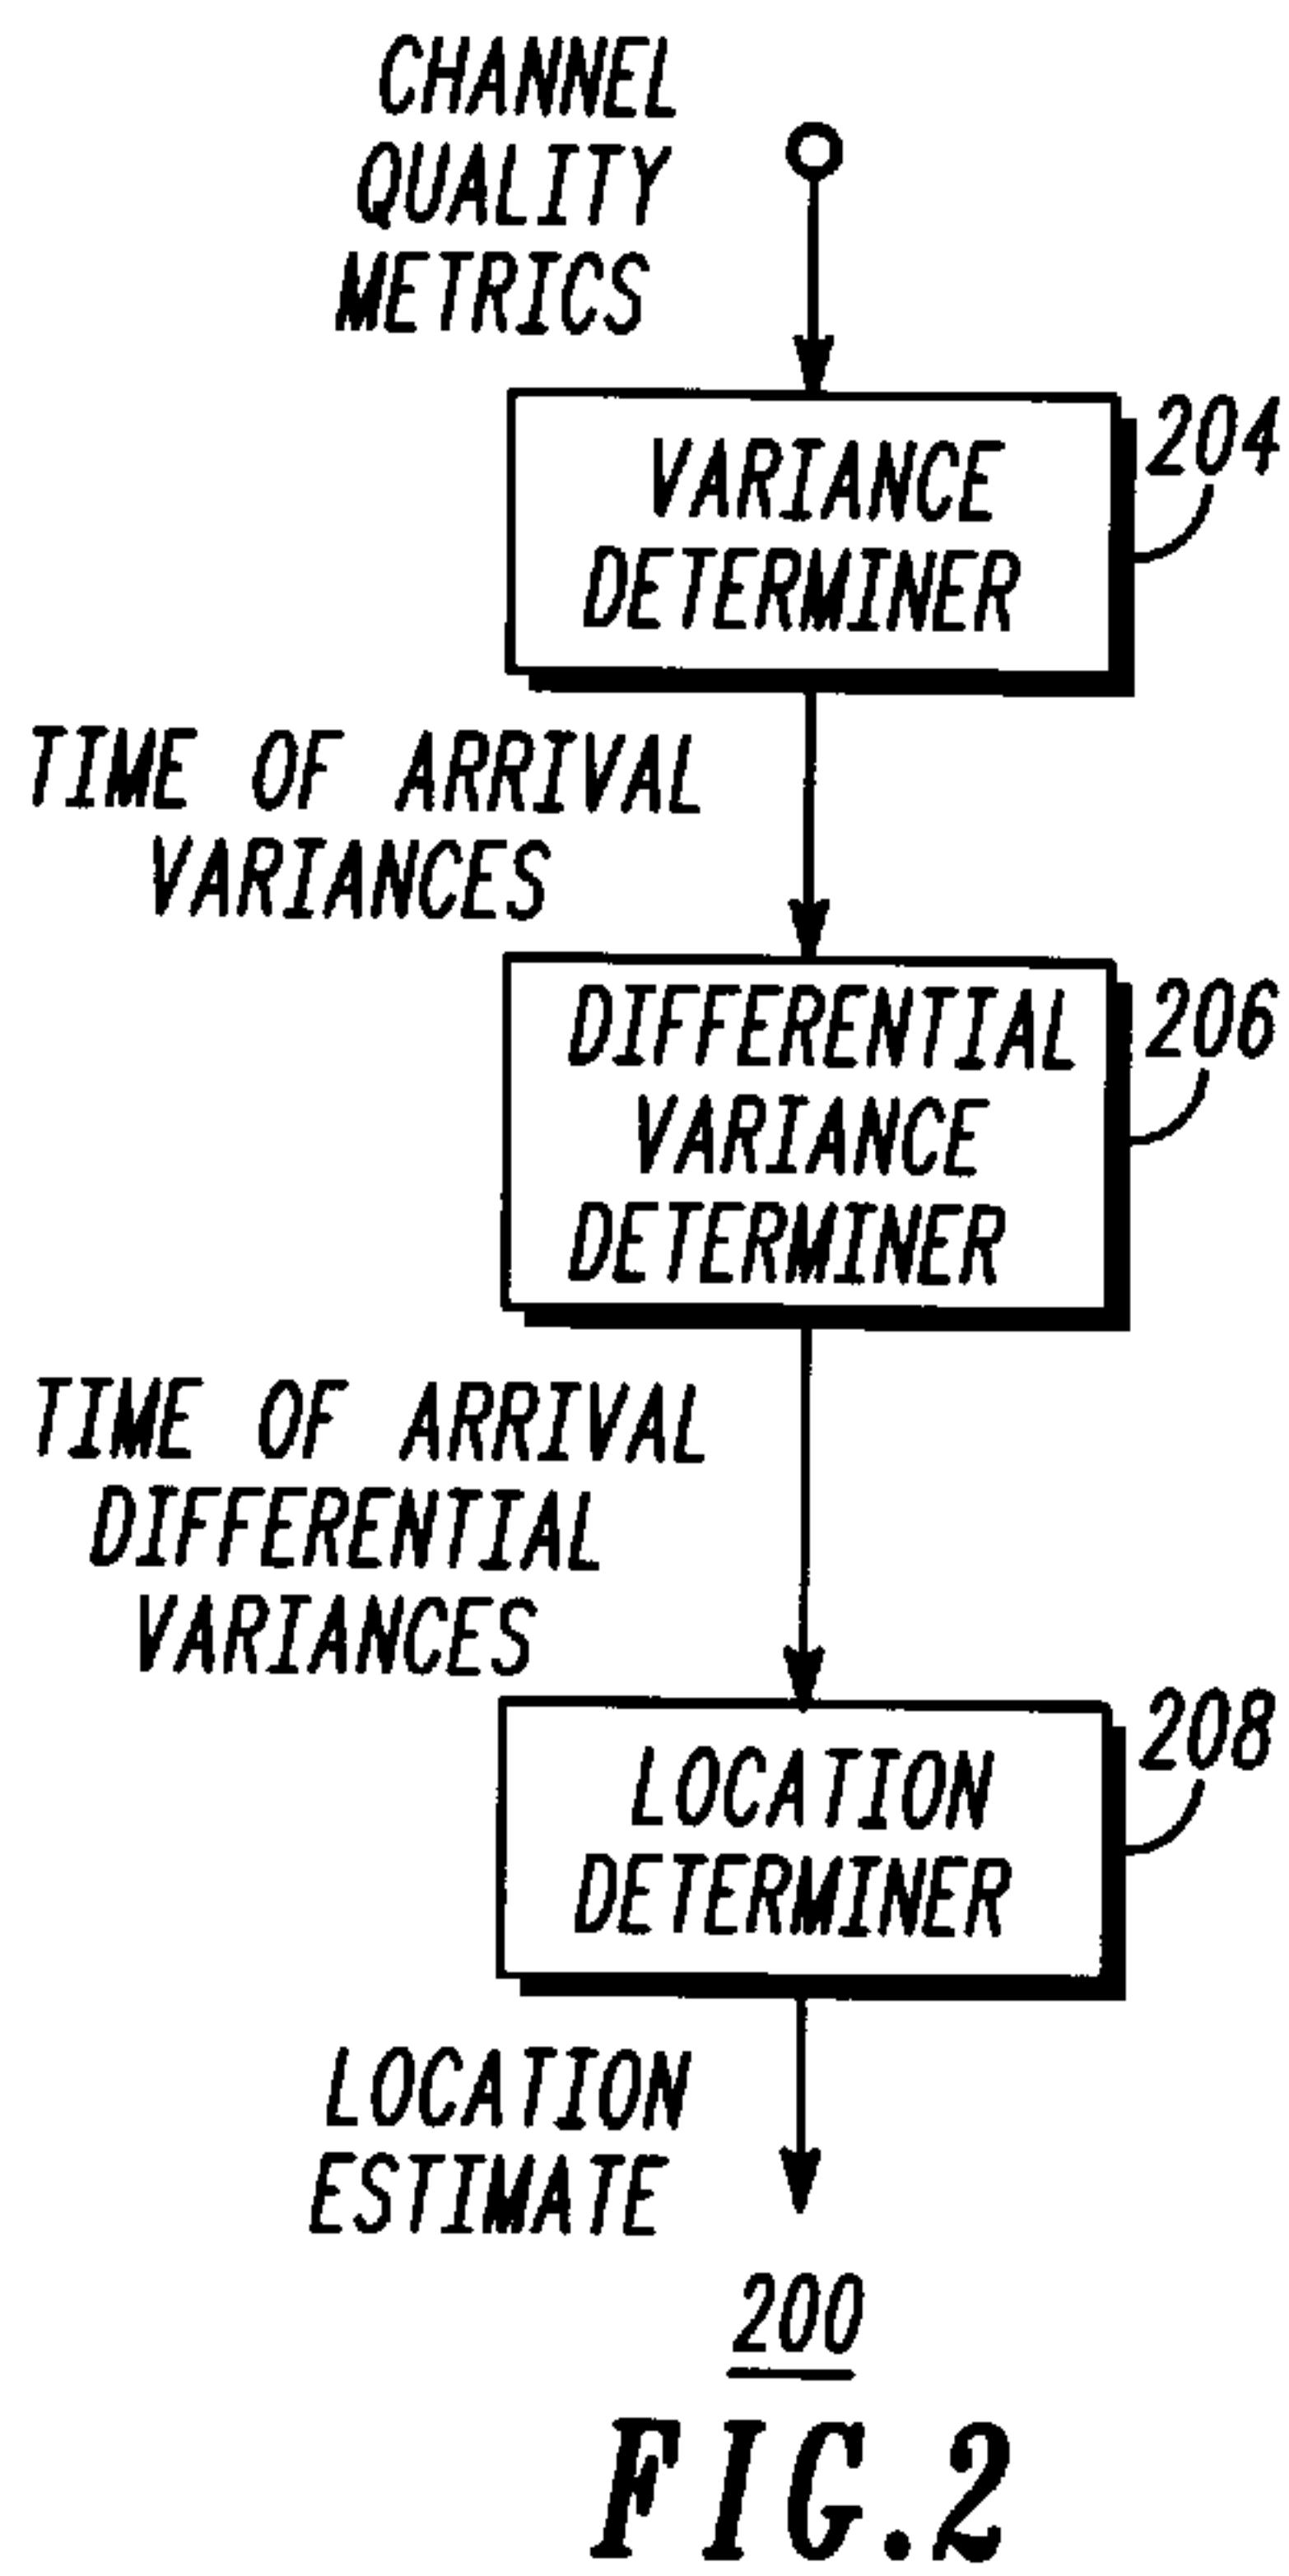 CHANNEL
QUALITY
METRICS
VARIANCE
DETERMINER
204
TIME OF ARRIVAL
VARIANCES
DIFFERENTIAL
VARIANCE
DETERMINER
206
TIME OF ARRIVAL
DIFFERENTIAL
VARIANCES
LOCATION
DETERMINER
208
LOCATION
ESTIMATE
200
FIG.2